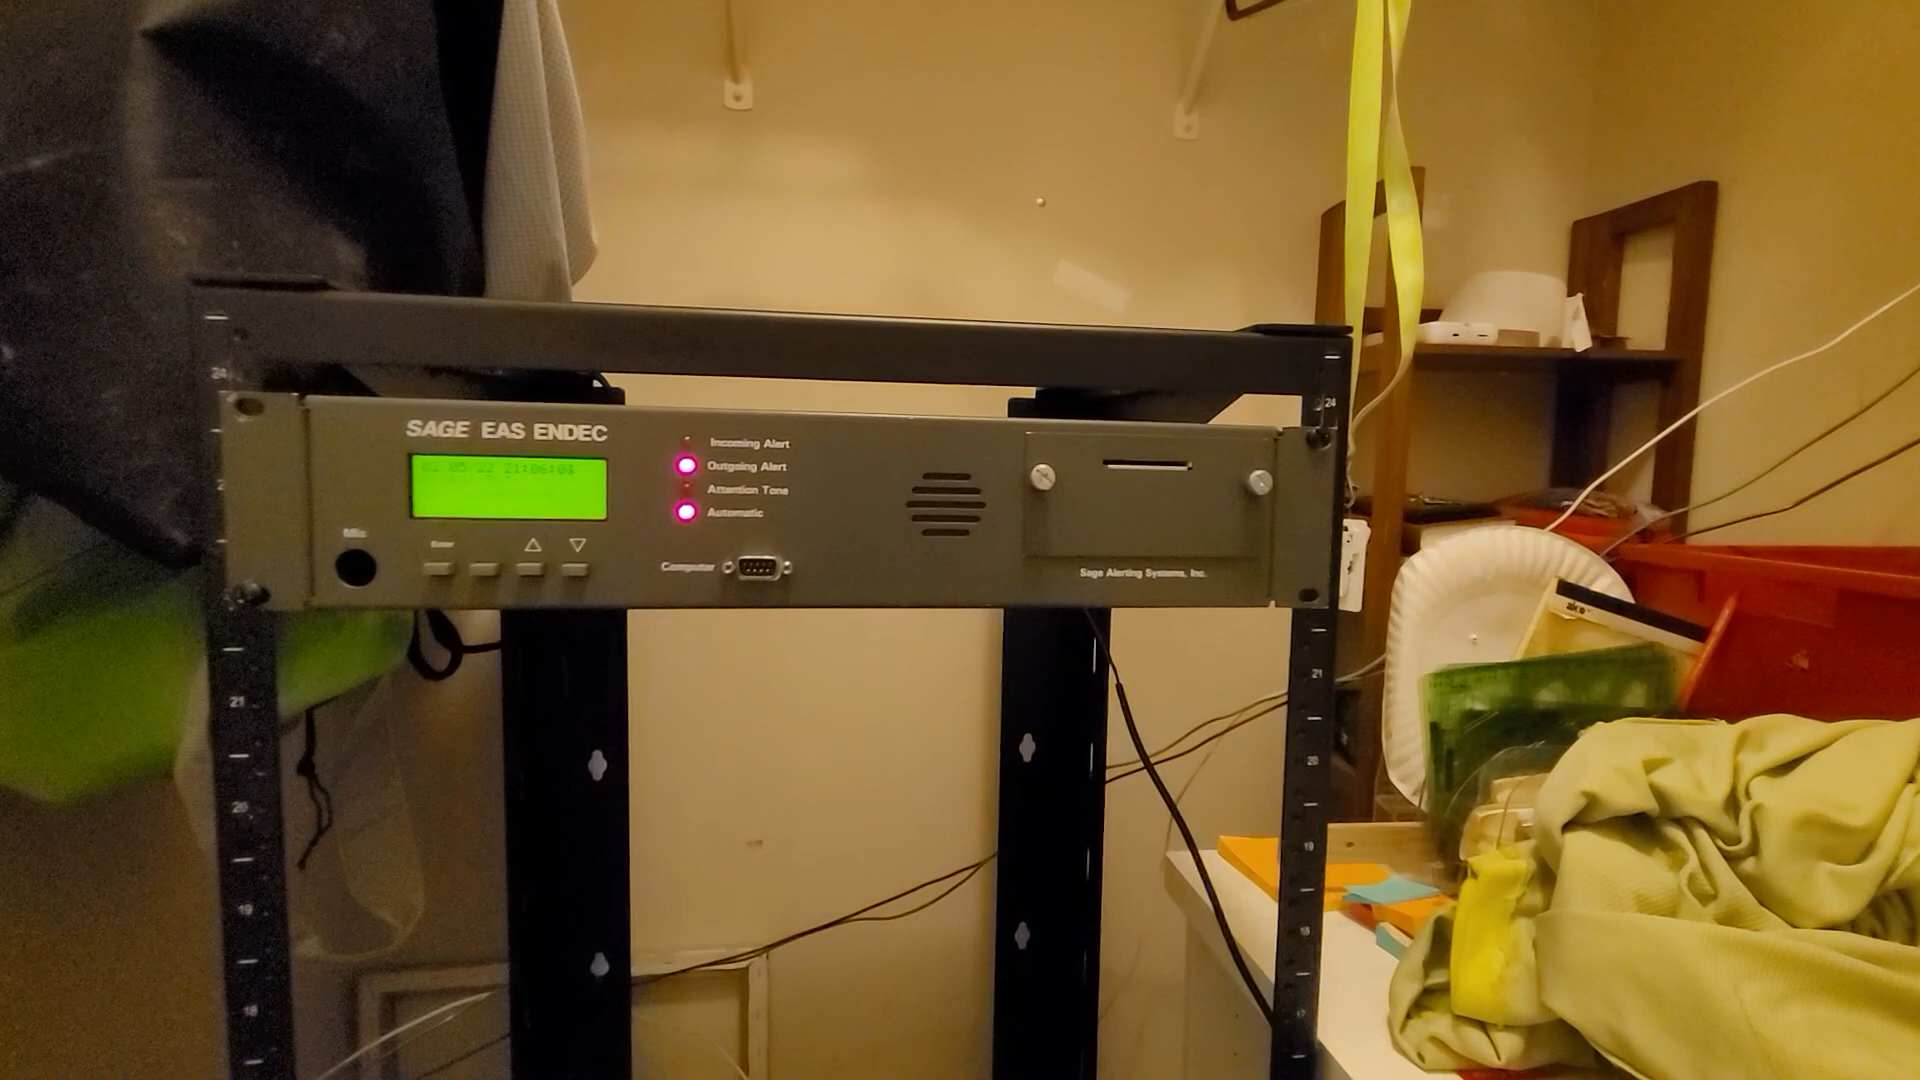 24
24
SAGE EAS ENDEC
Incoming Alert
02/05/22 21:06:03
Outgoing Alert
Attention Tone
Automatic
Mic
Enter
Computer
Sage Alerting Systems, Inc.
21
21
20
20
19
19
18
18
17